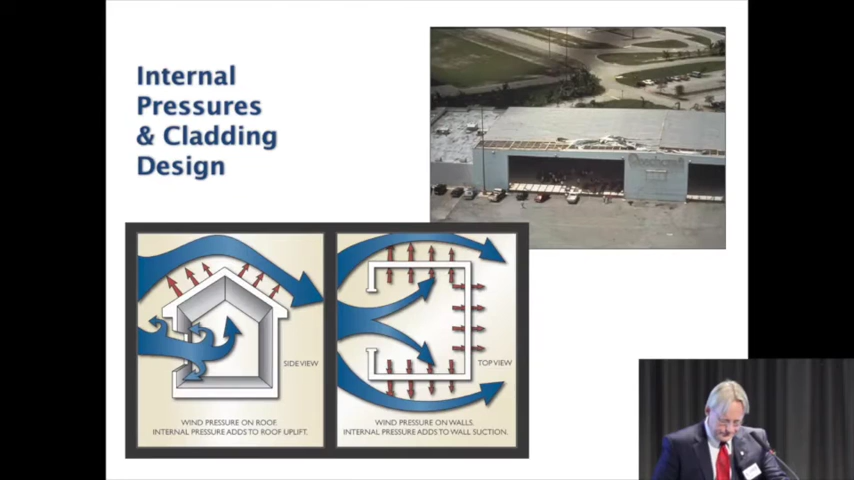 Internal
Pressures
& Cladding
Design
SIDE VIEW
WIND PRESSURE ON ROOF.
INTERNAL PRESSURE ADDS TO ROOF UPLIFT.
TOP VIEW
WIND PRESSURE ON WALLS.
INTERNAL PRESSURE ADDS TO WALL SUCTION.